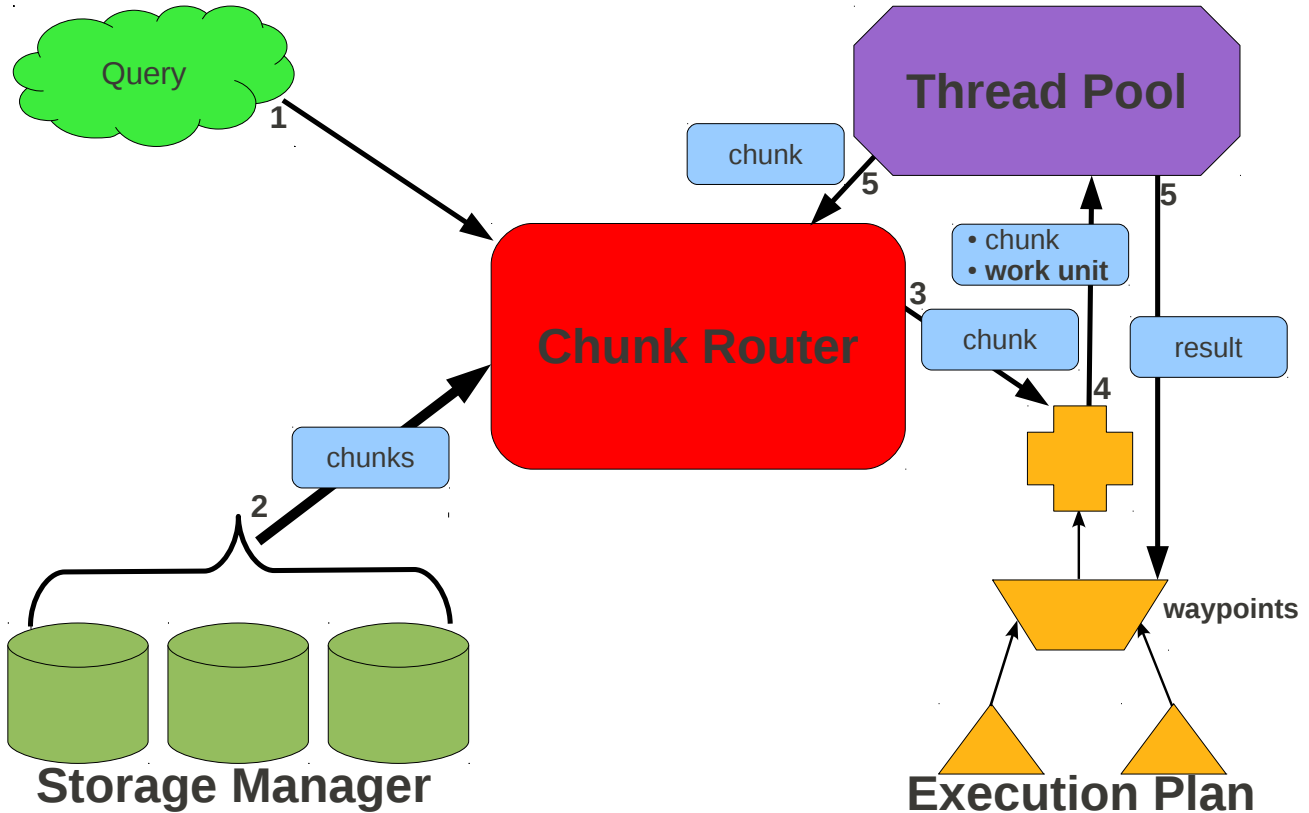 Query
1
Thread Pool
chunk
5
5
• chunk
• work unit
3
chunk
result
Chunk Router
4
chunks
2
waypoints
Storage Manager
Execution Plan